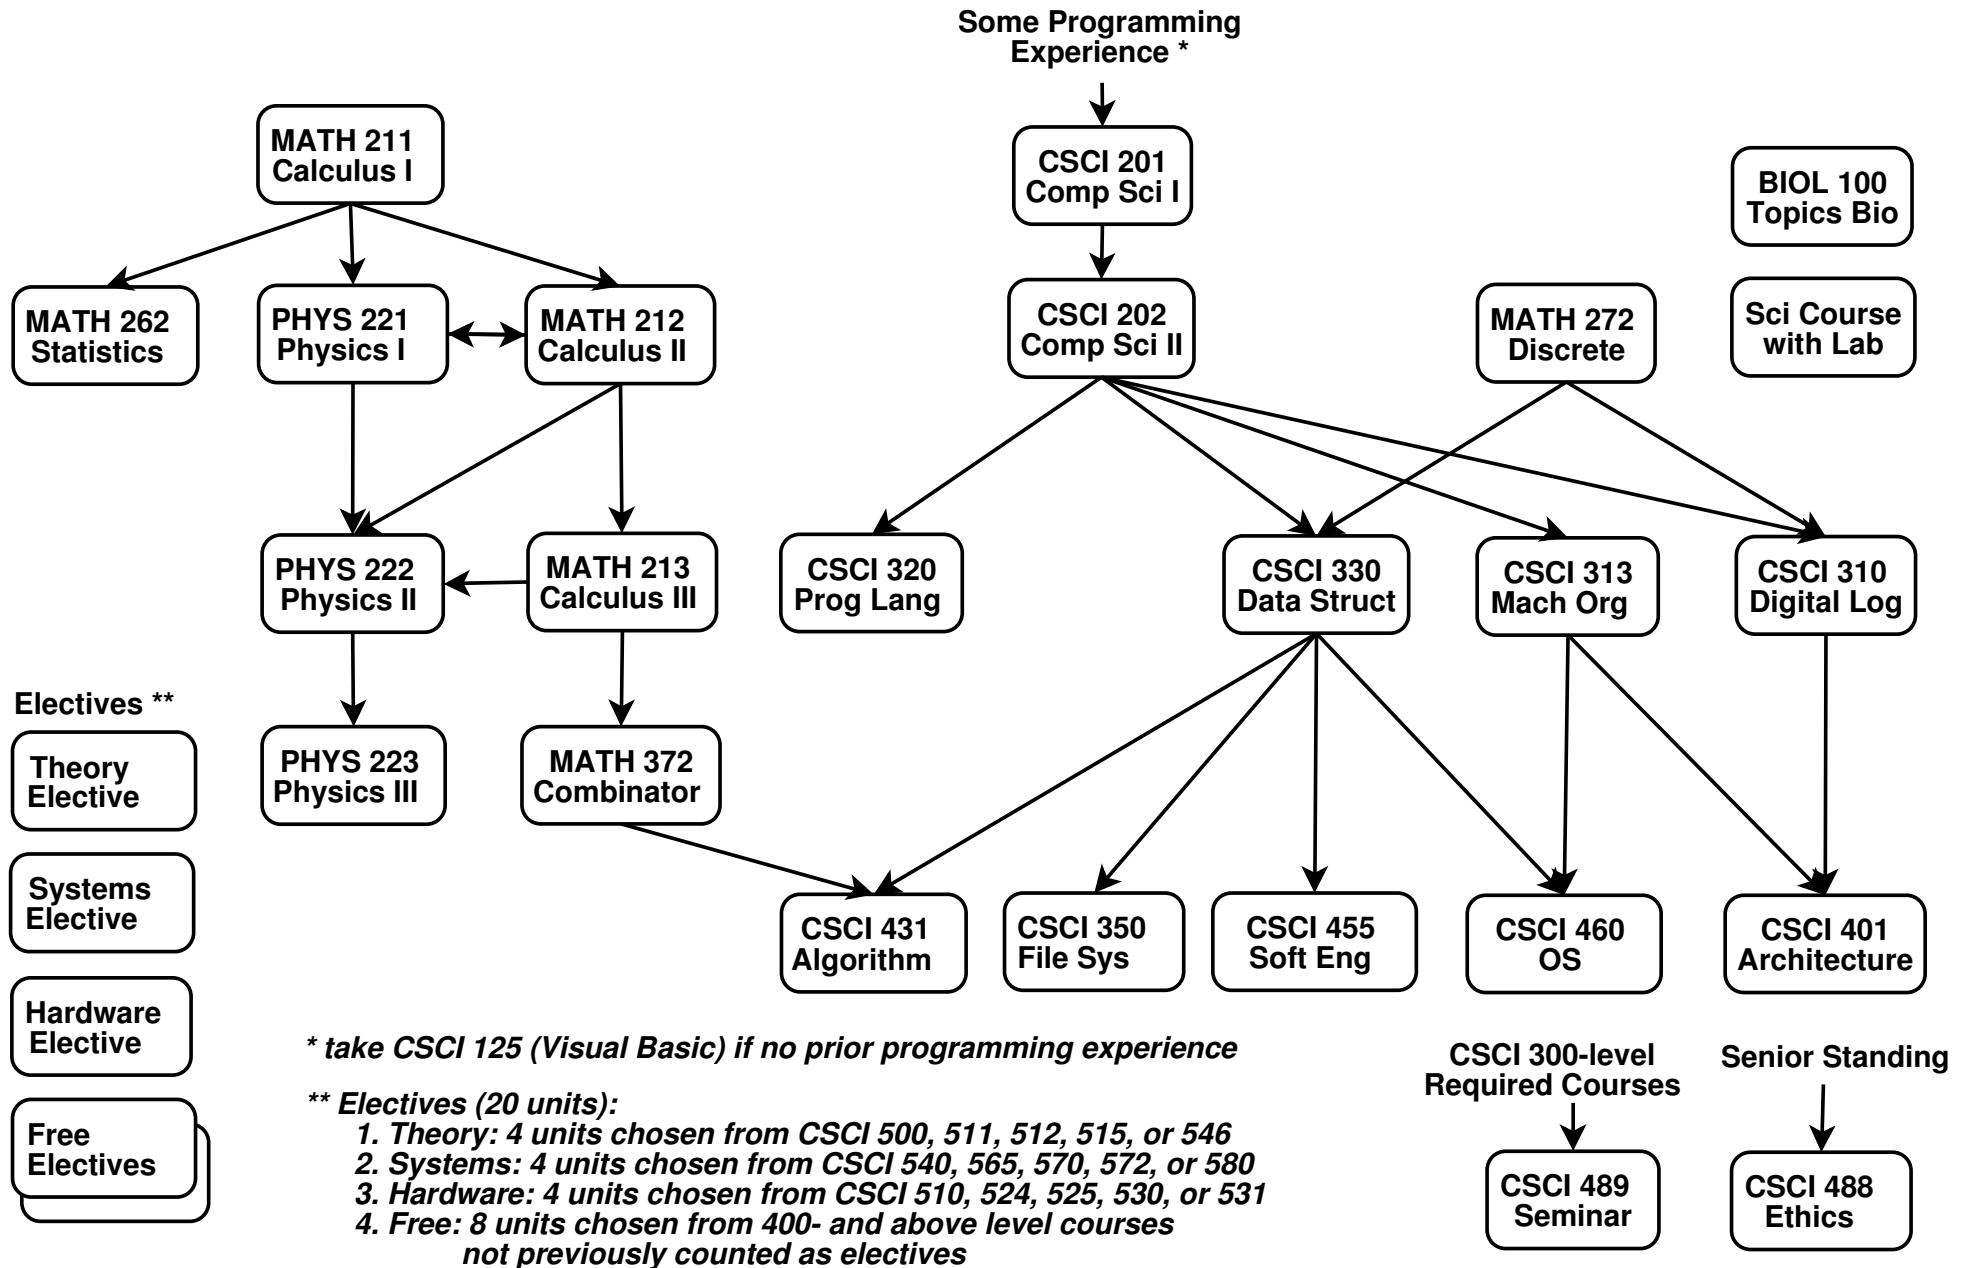 Some Programming
Experience *
MATH 211
Calculus I
CSCI 201
Comp Sci I
BIOL 100
Topics Bio
MATH 262
Statistics
PHYS 221
Physics I
MATH 212
Calculus II
CSCI 202
Comp Sci II
MATH 272
Discrete
Sci Course
with Lab
PHYS 222
Physics II
MATH 213
Calculus III
CSCI 320
Prog Lang
CSCI 330
Data Struct
CSCI 313
Mach Org
CSCI 310
Digital Log
Electives **
Theory
Elective
PHYS 223
Physics III
MATH 372
Combinator
Systems
Elective
CSCI 431
Algorithm
CSCI 350
File Sys
CSCI 455
Soft Eng
CSCI 460
OS
CSCI 401
Architecture
Hardware
Elective
Free
Electives
* take CSCI 125 (Visual Basic) if no prior programming experience
** Electives (20 units):
1. Theory: 4 units chosen from CSCI 500, 511, 512, 515, or 546
2. Systems: 4 units chosen from CSCI 540, 565, 570, 572, or 580
3. Hardware: 4 units chosen from CSCI 510, 524, 525, 530, or 531
4. Free: 8 units chosen from 400- and above level courses
not previously counted as electives
CSCI 300-level
Required Courses
Senior Standing
CSCI 489
Seminar
CSCI 488
Ethics